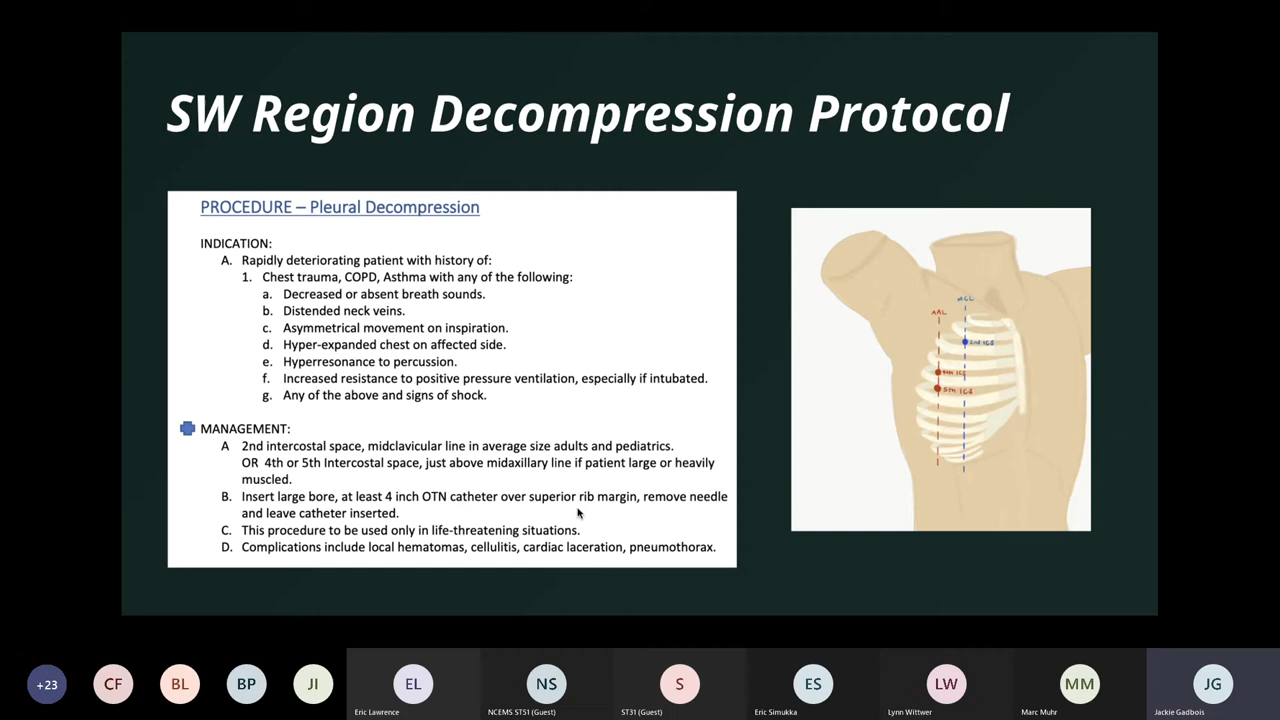 SW Region Decompression Protocol
PROCEDURE – Pleural Decompression
INDICATION:
A. Rapidly deteriorating patient with history of:
1. Chest trauma, COPD, Asthma with any of the following:
a. Decreased or absent breath sounds.
b. Distended neck veins.
c. Asymmetrical movement on inspiration.
d. Hyper-expanded chest on affected side.
e. Hyperresonance to percussion.
f. Increased resistance to positive pressure ventilation, especially if intubated.
g. Any of the above and signs of shock.
MANAGEMENT:
A 2nd intercostal space, midclavicular line in average size adults and pediatrics.
OR 4th or 5th Intercostal space, just above midaxillary line if patient large or heavily
muscled.
B. Insert large bore, at least 4 inch OTN catheter over superior rib margin, remove needle
and leave catheter inserted.
C. This procedure to be used only in life-threatening situations.
D. Complications include local hematomas, cellulitis, cardiac laceration, pneumothorax.
MCL
AAL
2nd ICS
4th ICS
5th ICS
+23
CF
BL
BP
JI
EL
NS
S
ES
LW
MM
JG
Eric Lawrence
NCEMS ST51 (Guest)
ST31 (Guest)
Eric Simukka
Lynn Wittwer
Marc Muhr
Jackie Gadbois